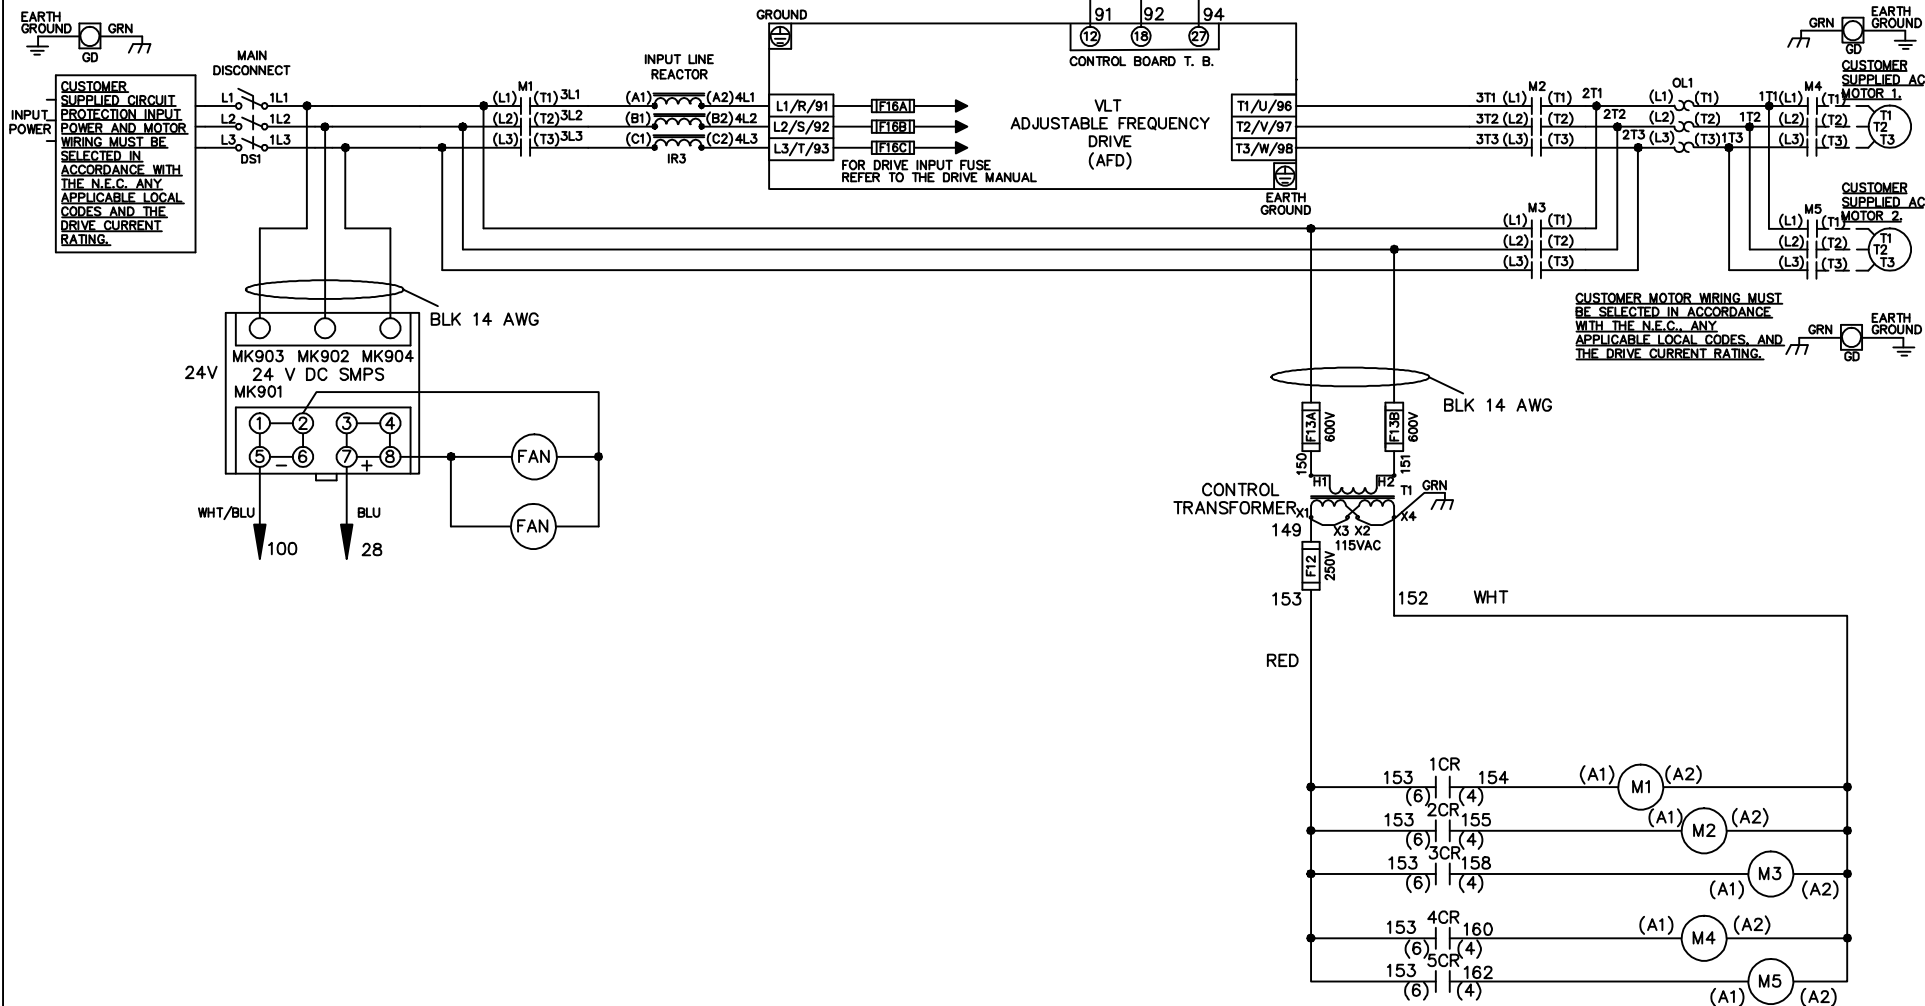 EARTH
GROUND
GRN
GD
MAIN
DISCONNECT
INPUT
POWER
CUSTOMER
SUPPLIED CIRCUIT
PROTECTION INPUT
POWER AND MOTOR
WIRING MUST BE
SELECTED IN
ACCORDANCE WITH
THE N.E.C. ANY
APPLICABLE LOCAL
CODES AND THE
DRIVE CURRENT
RATING.
L1 1L1
L2 1L2
L3 1L3
DS1
M1
(L1) (T1) 3L1
(L2) (T2) 3L2
(L3) (T3) 3L3
INPUT LINE
REACTOR
(A1) (A2) 4L1
(B1) (B2) 4L2
(C1) (C2) 4L3
IR3
GROUND
L1/R/91
L2/S/92
L3/T/93
F16A
F16B
F16C
FOR DRIVE INPUT FUSE
REFER TO THE DRIVE MANUAL
91 92 94
12 18 27
CONTROL BOARD T. B.
VLT
ADJUSTABLE FREQUENCY
DRIVE
(AFD)
T1/U/96
T2/V/97
T3/W/98
EARTH
GROUND
M2
3T1 (L1) (T1) 2T1
3T2 (L2) (T2) 2T2
3T3 (L3) (T3) 2T3
OL1
(L1) (T1) 1T1
(L2) (T2) 1T2
(L3) (T3) 1T3
M4
(L1) (T1)
(L2) (T2)
(L3) (T3)
GRN
GD
EARTH
GROUND
CUSTOMER
SUPPLIED AC
MOTOR 1.
T1
T2
T3
M3
(L1) (T1)
(L2) (T2)
(L3) (T3)
M5
(L1) (T1)
(L2) (T2)
(L3) (T3)
CUSTOMER
SUPPLIED AC
MOTOR 2.
T1
T2
T3
CUSTOMER MOTOR WIRING MUST
BE SELECTED IN ACCORDANCE
WITH THE N.E.C., ANY
APPLICABLE LOCAL CODES, AND
THE DRIVE CURRENT RATING.
GRN
GD
EARTH
GROUND
BLK 14 AWG
MK903 MK902 MK904
24V
24 V DC SMPS
MK901
1 2 3 4
5 - 6 7 + 8
FAN
FAN
WHT/BLU
BLU
100
28
BLK 14 AWG
F13A
600V
F13B
600V
150
151
H1 H2
T1
GRN
CONTROL
TRANSFORMER
X1 X3 X2 X4
115VAC
149
F12
250V
153
152
WHT
RED
1CR
153 154 (A1) M1 (A2)
(6) (4)
2CR
153 155 (A1) M2 (A2)
(6) (4)
3CR
153 158 M3
(6) (4) (A1) (A2)
4CR
153 160 (A1) M4 (A2)
(6) (4)
5CR
153 162 M5
(6) (4) (A1) (A2)